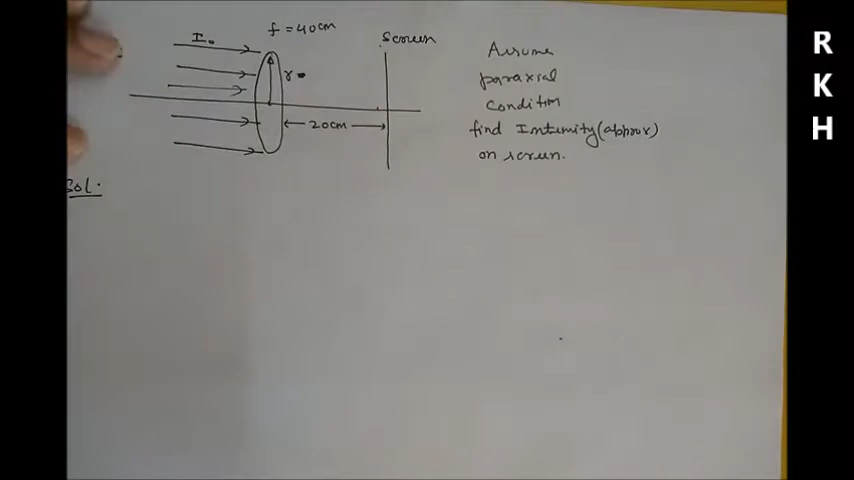 I₀
f = 40cm
Screen
r
20cm
Assume
paraxial
condition
find Intensity (approx)
on screen.
Sol.
R
K
H